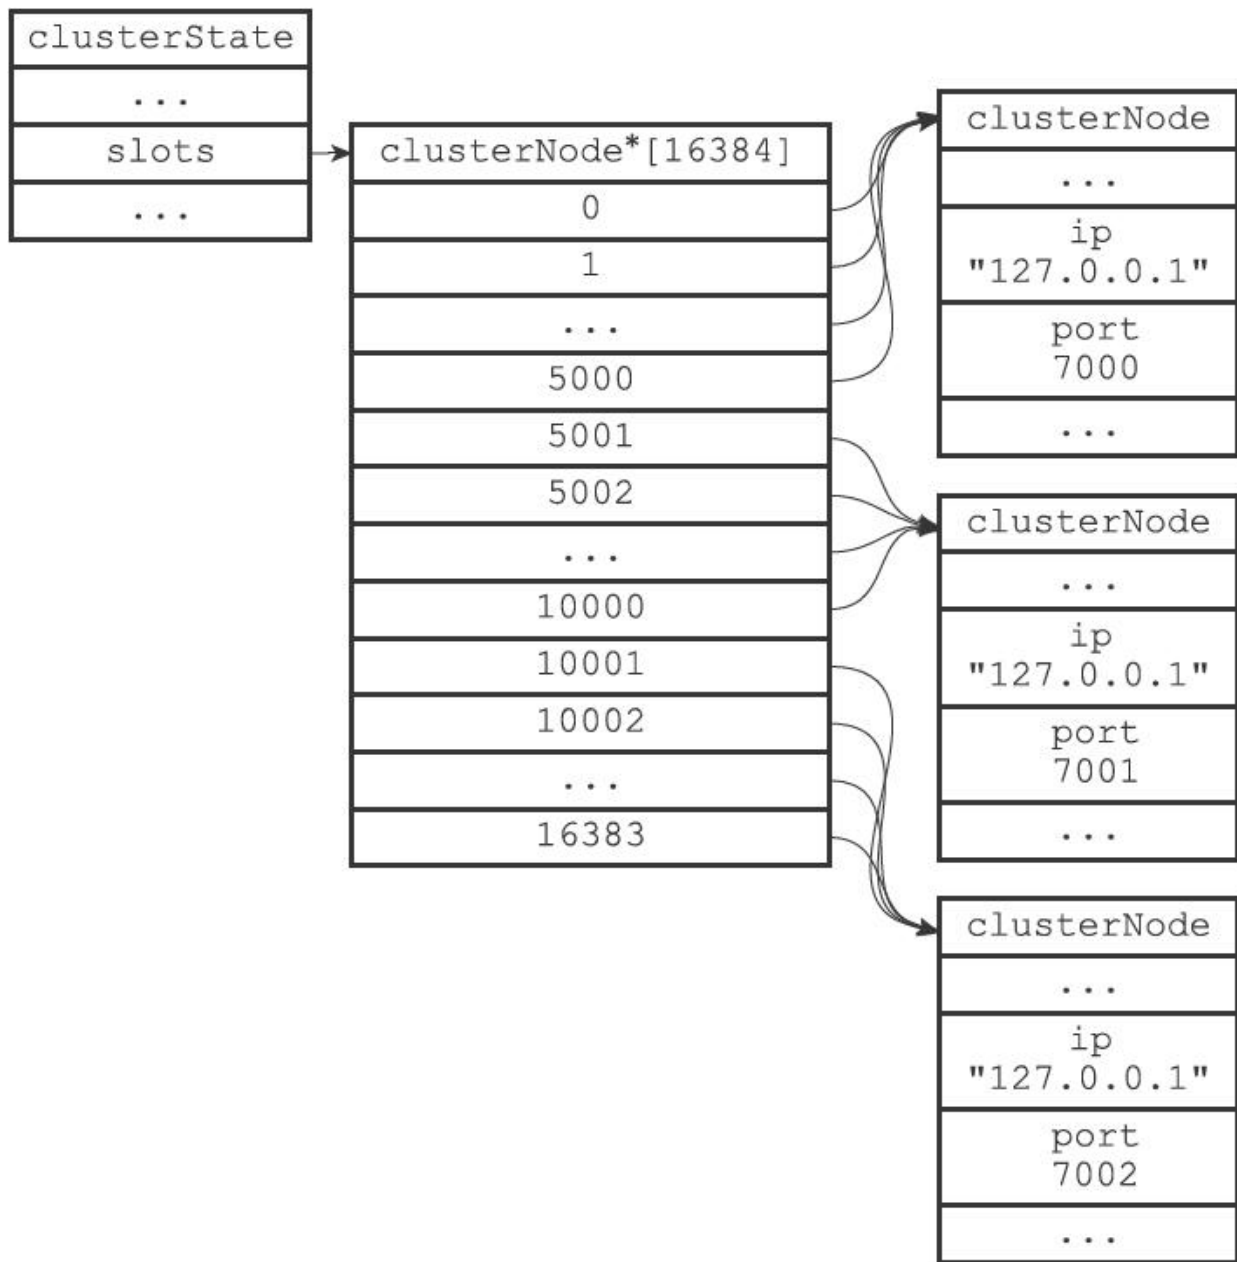 clusterState
...
slots
...
clusterNode*[16384]
0
1
...
5000
5001
5002
...
10000
10001
10002
...
16383
clusterNode
...
ip
"127.0.0.1"
port
7000
...
clusterNode
...
ip
"127.0.0.1"
port
7001
...
clusterNode
...
ip
"127.0.0.1"
port
7002
...